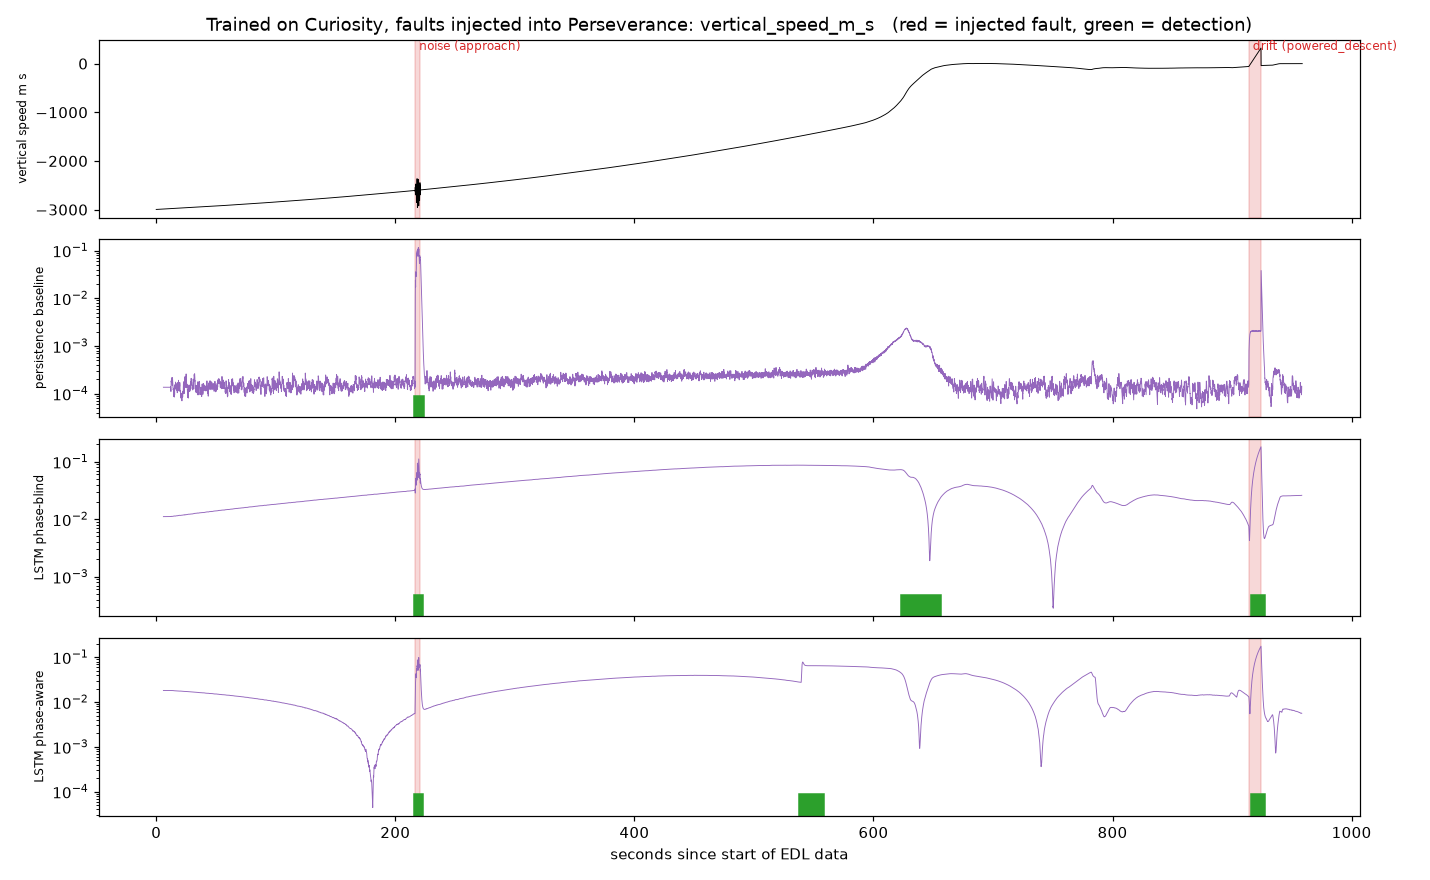 Trained on Curiosity, faults injected into Perseverance: vertical_speed_m_s   (red = injected fault, green = detection)
noise (approach)
drift (powered_descent)
vertical speed m s
0
−1000
−2000
−3000
persistence baseline
10⁻¹
10⁻²
10⁻³
10⁻⁴
LSTM phase-blind
10⁻¹
10⁻²
10⁻³
LSTM phase-aware
10⁻¹
10⁻²
10⁻³
10⁻⁴
0 200 400 600 800 1000
seconds since start of EDL data